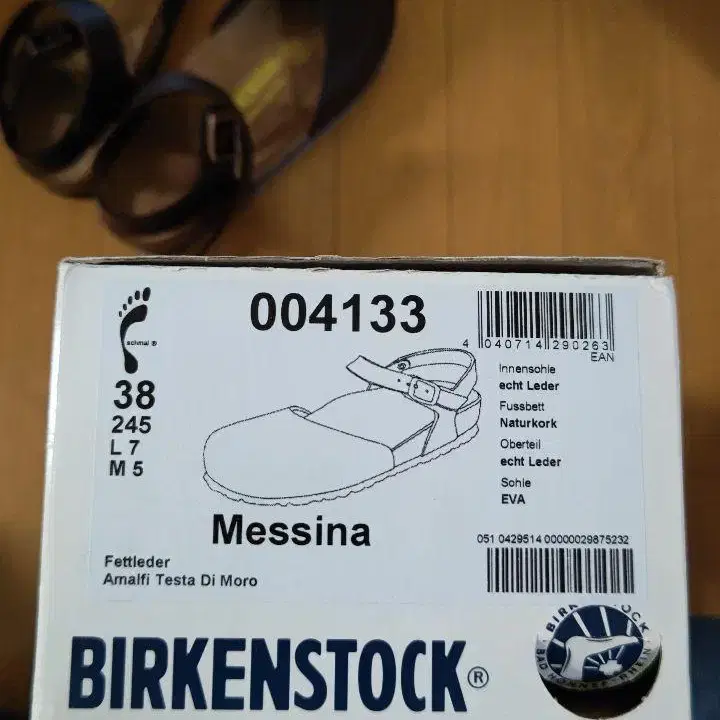 004133
schmal ®
38
245
L 7
M 5
4 040714 290263
EAN
Innensohle
echt Leder
Fussbett
Naturkork
Oberteil
echt Leder
Sohle
EVA
Messina
051 0429514 00000029875232
Fettleder
Amalfi Testa Di Moro
BIRKENSTOCK®